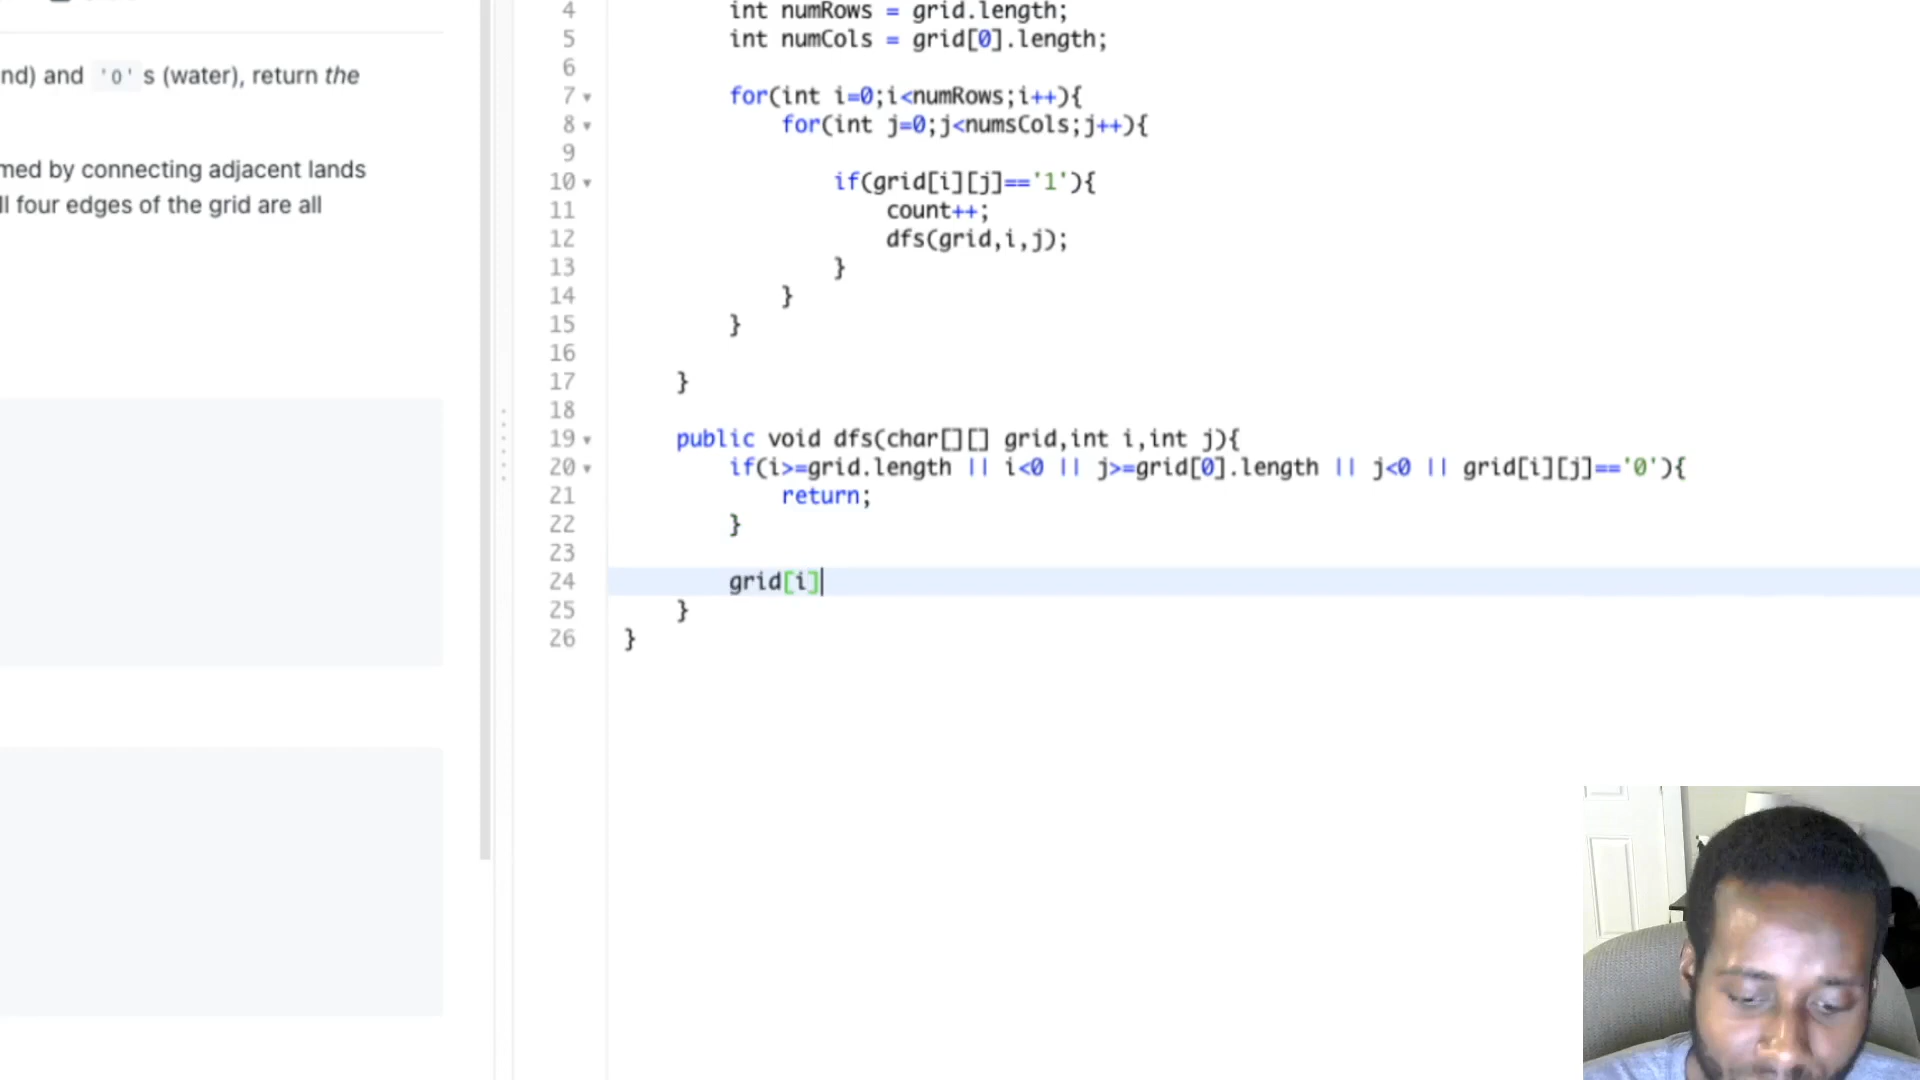 nd) and '0' s (water), return the
med by connecting adjacent lands
ll four edges of the grid are all
4 int numRows = grid.length;
5 int numCols = grid[0].length;
6
7 for(int i=0;i<numRows;i++){
8 for(int j=0;j<numsCols;j++){
9
10 if(grid[i][j]=='1'){
11 count++;
12 dfs(grid,i,j);
13 }
14 }
15 }
16
17 }
18
19 public void dfs(char[][] grid,int i,int j){
20 if(i>=grid.length || i<0 || j>=grid[0].length || j<0 || grid[i][j]=='0'){
21 return;
22 }
23
24 grid[i]
25 }
26 }